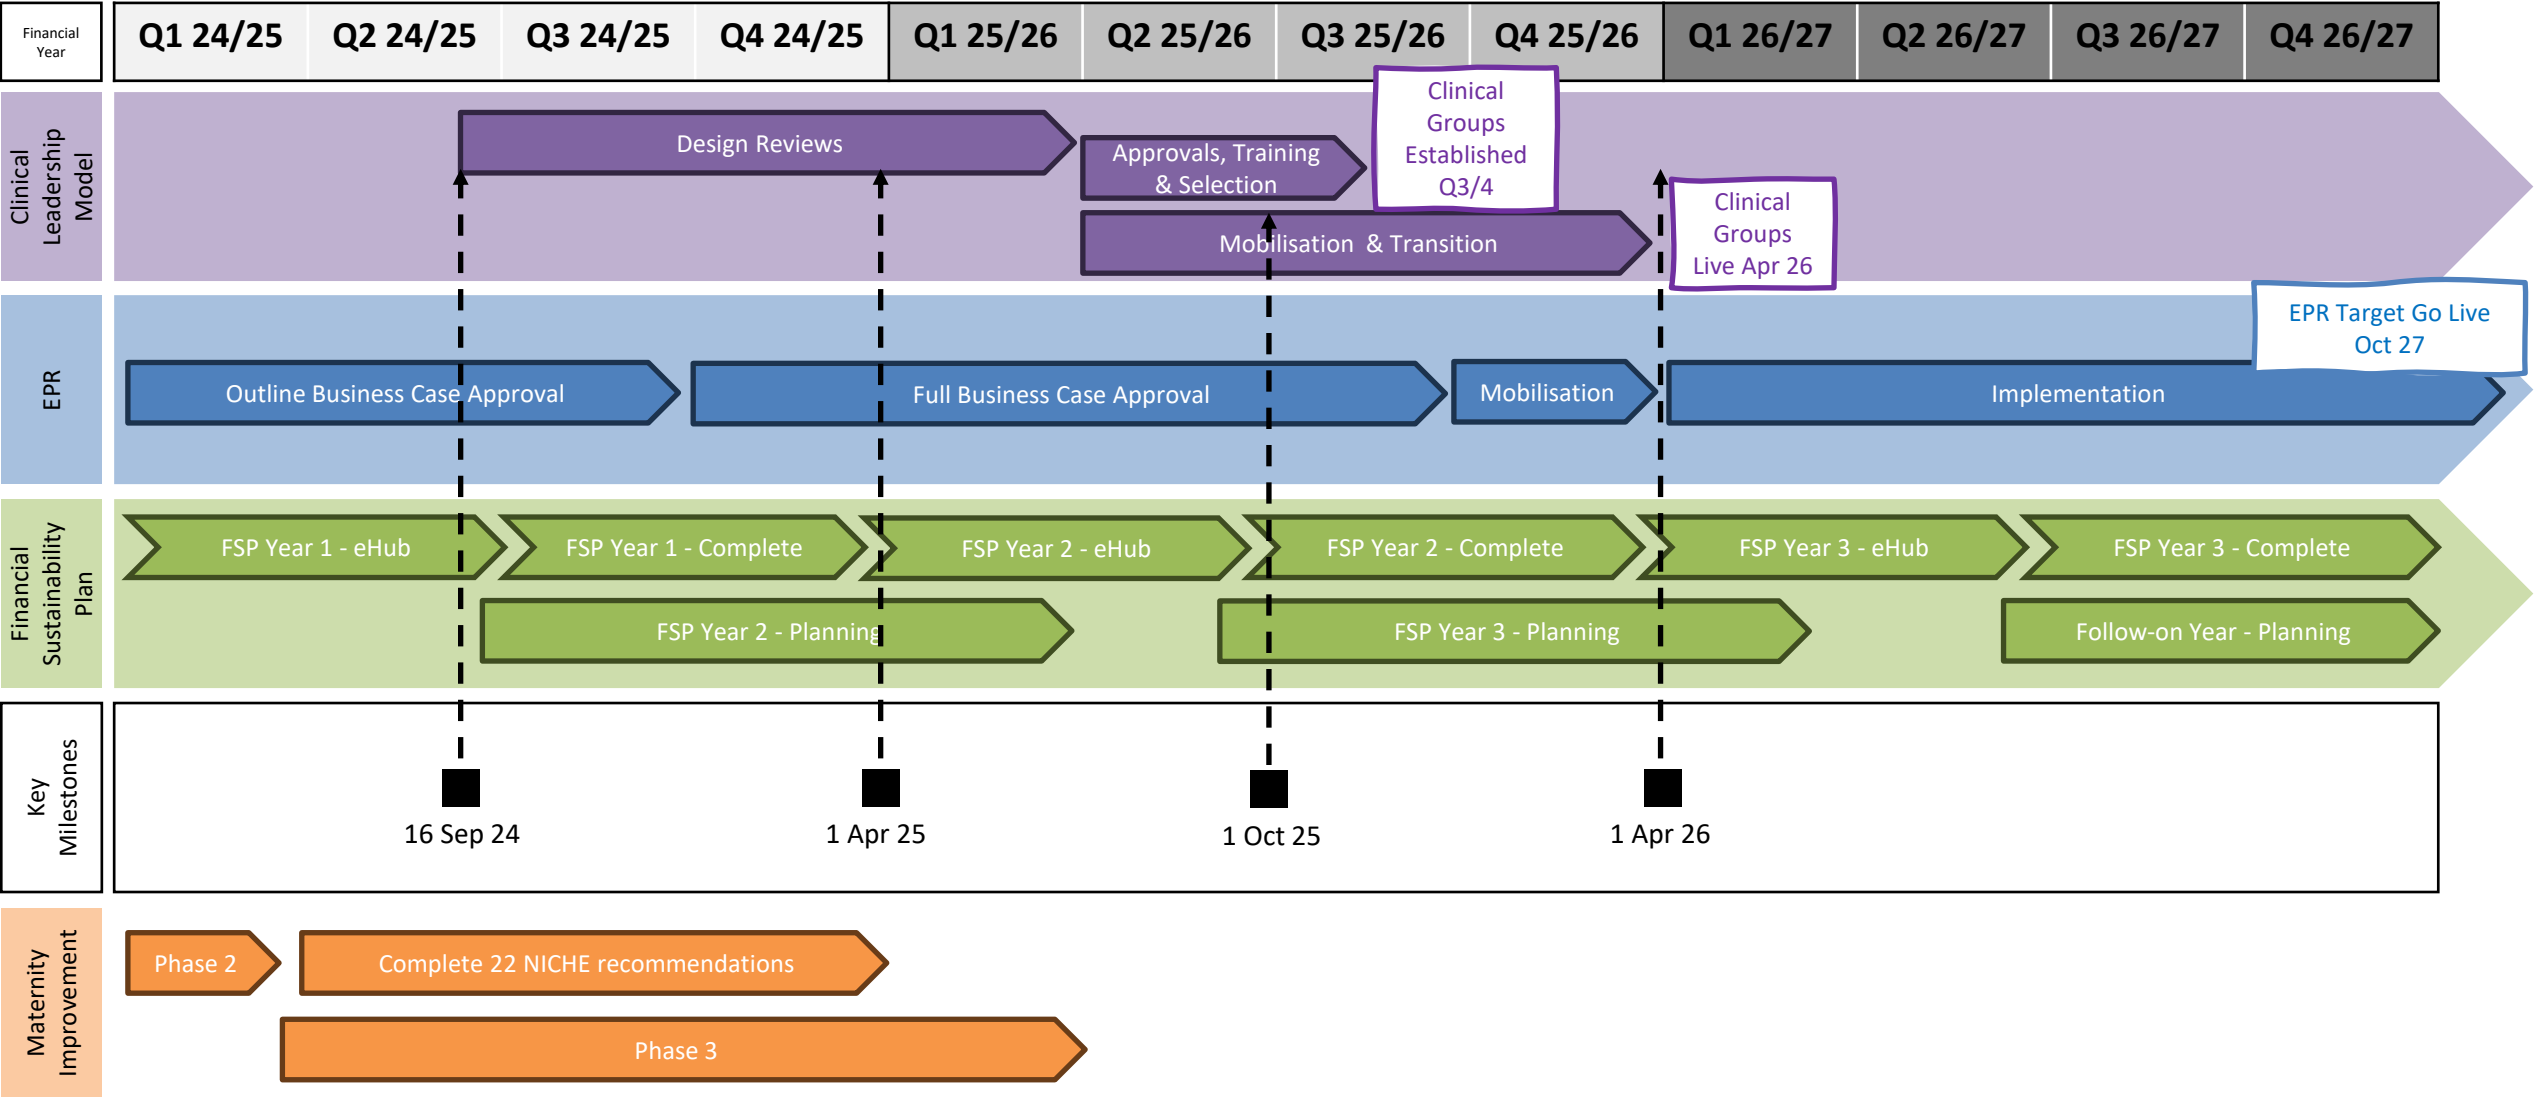 Financial
Year
Q1 24/25
Q2 24/25
Q3 24/25
Q4 24/25
Q1 25/26
Q2 25/26
Q3 25/26
Q4 25/26
Q1 26/27
Q2 26/27
Q3 26/27
Q4 26/27
Clinical
Leadership
Model
Design Reviews
Approvals, Training
& Selection
Clinical
Groups
Established
Q3/4
Mobilisation & Transition
Clinical
Groups
Live Apr 26
EPR
Outline Business Case Approval
Full Business Case Approval
Mobilisation
Implementation
EPR Target Go Live
Oct 27
Financial
Sustainability
Plan
FSP Year 1 - eHub
FSP Year 1 - Complete
FSP Year 2 - eHub
FSP Year 2 - Complete
FSP Year 3 - eHub
FSP Year 3 - Complete
FSP Year 2 - Planning
FSP Year 3 - Planning
Follow-on Year - Planning
Key
Milestones
16 Sep 24
1 Apr 25
1 Oct 25
1 Apr 26
Maternity
Improvement
Phase 2
Complete 22 NICHE recommendations
Phase 3